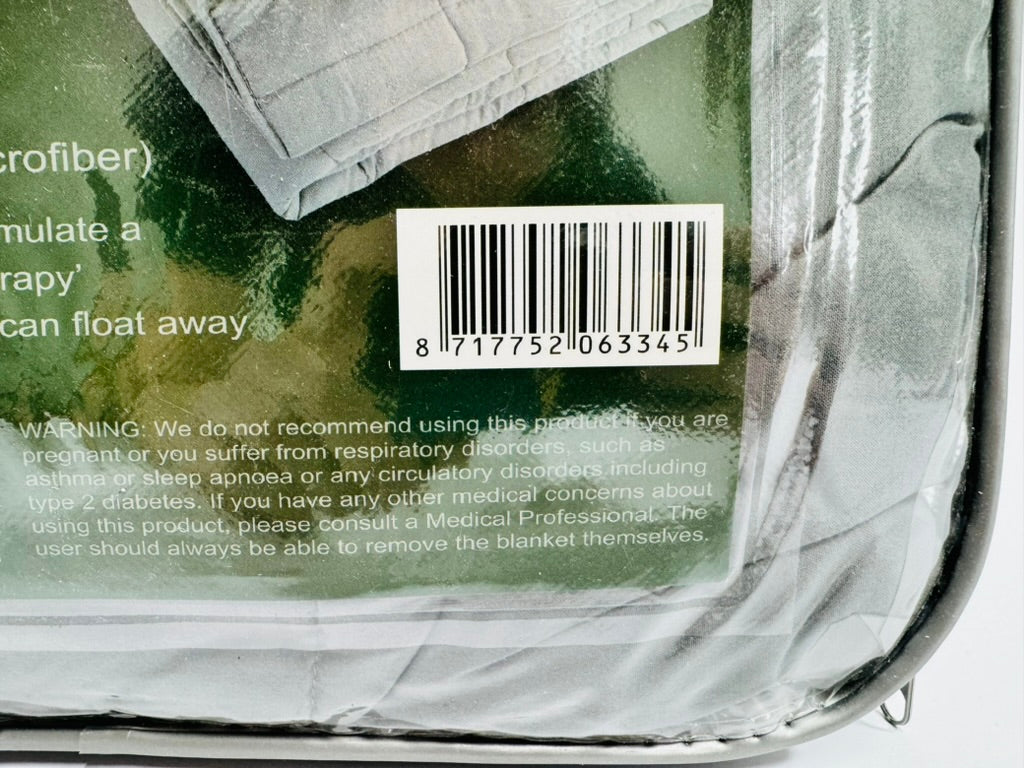 crofiber)
mulate a
rapy’
can float away
8 717752 063345
WARNING: We do not recommend using this product if you are
pregnant or you suffer from respiratory disorders, such as
asthma or sleep apnoea or any circulatory disorders including
type 2 diabetes. If you have any other medical concerns about
using this product, please consult a Medical Professional. The
user should always be able to remove the blanket themselves.